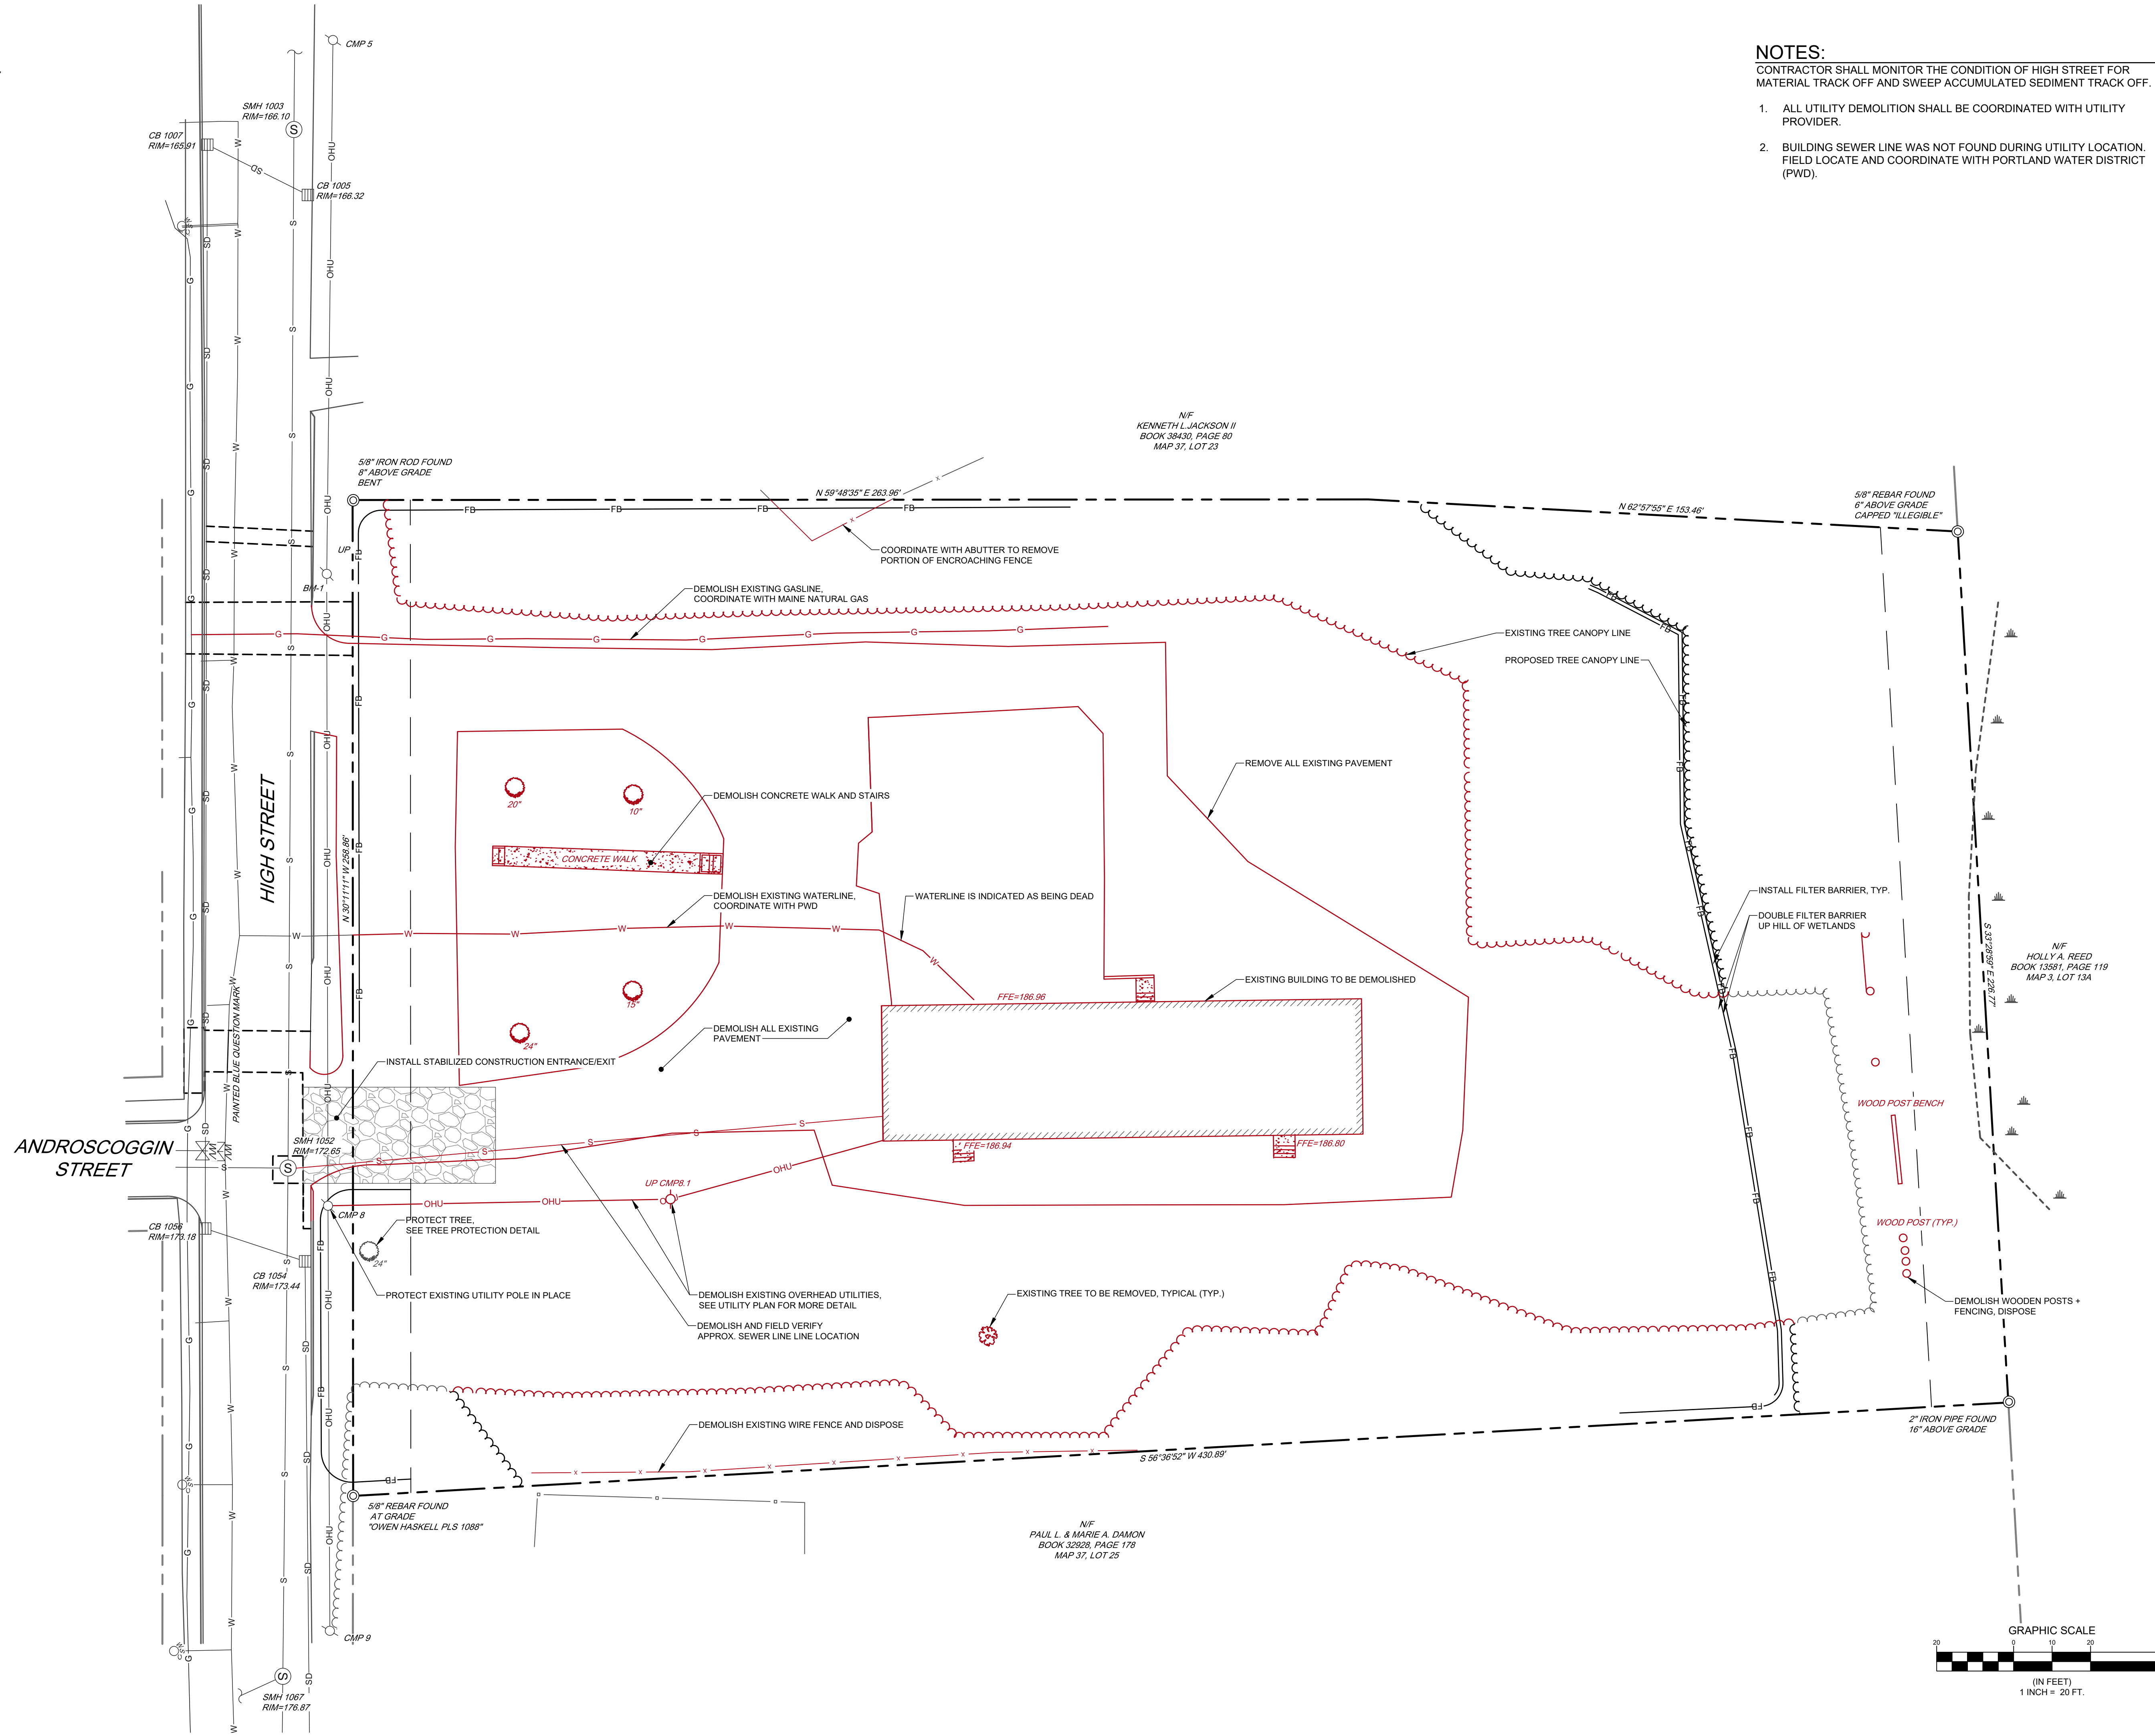 NOTES:
CONTRACTOR SHALL MONITOR THE CONDITION OF HIGH STREET FOR
MATERIAL TRACK OFF AND SWEEP ACCUMULATED SEDIMENT TRACK OFF.
1. ALL UTILITY DEMOLITION SHALL BE COORDINATED WITH UTILITY
PROVIDER.
2. BUILDING SEWER LINE WAS NOT FOUND DURING UTILITY LOCATION.
FIELD LOCATE AND COORDINATE WITH PORTLAND WATER DISTRICT
(PWD).
CMP 5
SMH 1003
RIM=166.10
CB 1007
RIM=165.91
CB 1005
RIM=166.32
N/F
KENNETH L.JACKSON II
BOOK 38430, PAGE 80
MAP 37, LOT 23
5/8" IRON ROD FOUND
8" ABOVE GRADE
BENT
N 59°48'35" E 263.96'
N 62°57'55" E 153.46'
5/8" REBAR FOUND
6" ABOVE GRADE
CAPPED "ILLEGIBLE"
UP
BM-1
COORDINATE WITH ABUTTER TO REMOVE
PORTION OF ENCROACHING FENCE
DEMOLISH EXISTING GASLINE,
COORDINATE WITH MAINE NATURAL GAS
EXISTING TREE CANOPY LINE
PROPOSED TREE CANOPY LINE
REMOVE ALL EXISTING PAVEMENT
HIGH STREET
N 30°11'11" W 258.86'
20"
10"
DEMOLISH CONCRETE WALK AND STAIRS
CONCRETE WALK
DEMOLISH EXISTING WATERLINE,
COORDINATE WITH PWD
WATERLINE IS INDICATED AS BEING DEAD
INSTALL FILTER BARRIER, TYP.
DOUBLE FILTER BARRIER
UP HILL OF WETLANDS
S 33°28'59" E 226.77'
N/F
HOLLY A. REED
BOOK 13581, PAGE 119
MAP 3, LOT 13A
EXISTING BUILDING TO BE DEMOLISHED
FFE=186.96
15"
24"
DEMOLISH ALL EXISTING
PAVEMENT
PAINTED BLUE QUESTION MARK
INSTALL STABILIZED CONSTRUCTION ENTRANCE/EXIT
WOOD POST BENCH
ANDROSCOGGIN
STREET
SMH 1052
RIM=172.65
FFE=186.94
FFE=186.80
UP CMP8.1
CMP 8
PROTECT TREE,
SEE TREE PROTECTION DETAIL
24"
CB 1056
RIM=173.18
WOOD POST (TYP.)
CB 1054
RIM=173.44
PROTECT EXISTING UTILITY POLE IN PLACE
DEMOLISH EXISTING OVERHEAD UTILITIES,
SEE UTILITY PLAN FOR MORE DETAIL
EXISTING TREE TO BE REMOVED, TYPICAL (TYP.)
DEMOLISH WOODEN POSTS +
FENCING, DISPOSE
DEMOLISH AND FIELD VERIFY
APPROX. SEWER LINE LINE LOCATION
DEMOLISH EXISTING WIRE FENCE AND DISPOSE
S 56°36'52" W 430.89'
2" IRON PIPE FOUND
16" ABOVE GRADE
5/8" REBAR FOUND
AT GRADE
"OWEN HASKELL PLS 1088"
N/F
PAUL L. & MARIE A. DAMON
BOOK 32928, PAGE 178
MAP 37, LOT 25
CMP 9
SMH 1067
RIM=176.87
GRAPHIC SCALE
20 0 10 20
(IN FEET)
1 INCH = 20 FT.